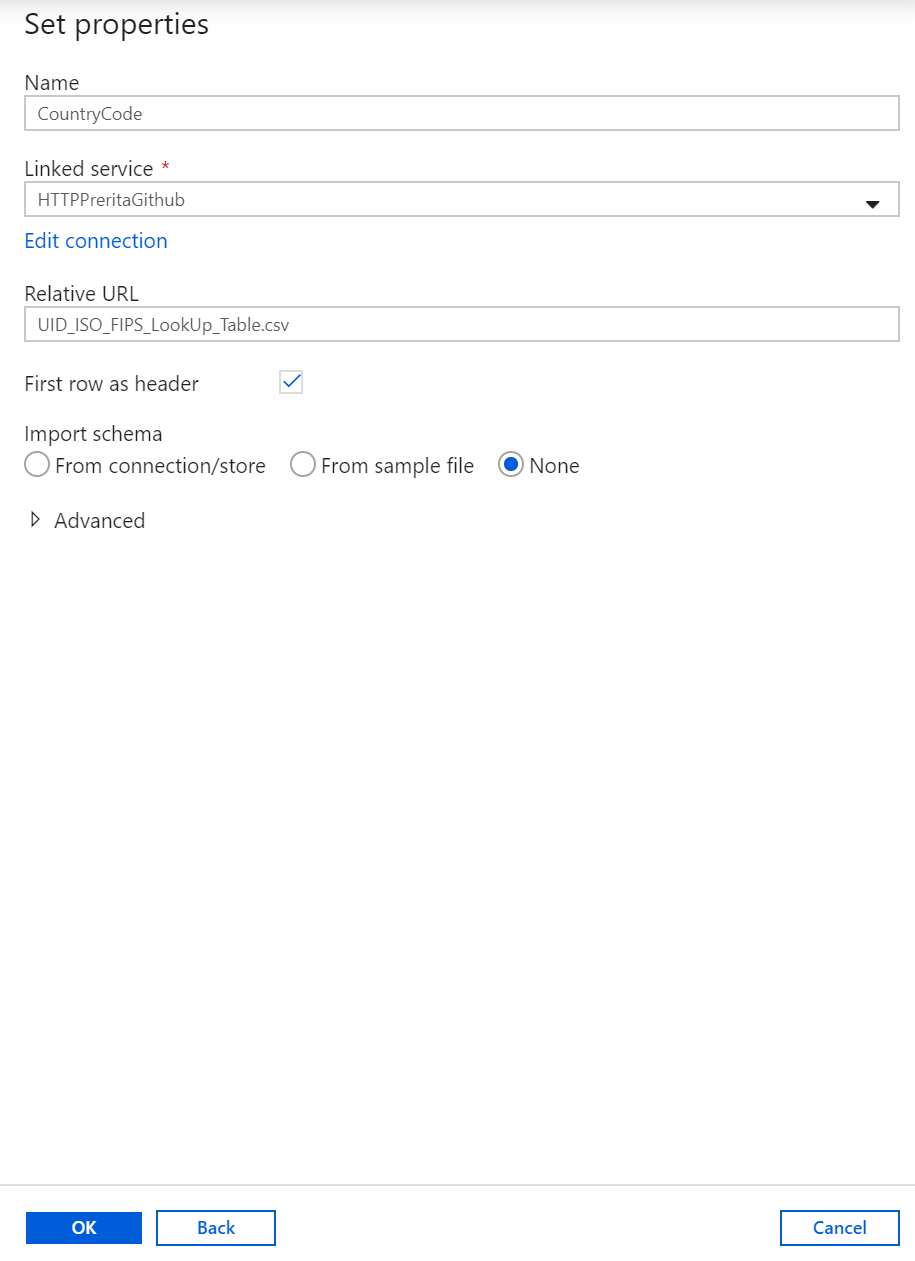 Set properties
Name
CountryCode
Linked service *
HTTPPreritaGithub
Edit connection
Relative URL
UID_ISO_FIPS_LookUp_Table.csv
First row as header
Import schema
From connection/store From sample file None
Advanced
OK Back Cancel